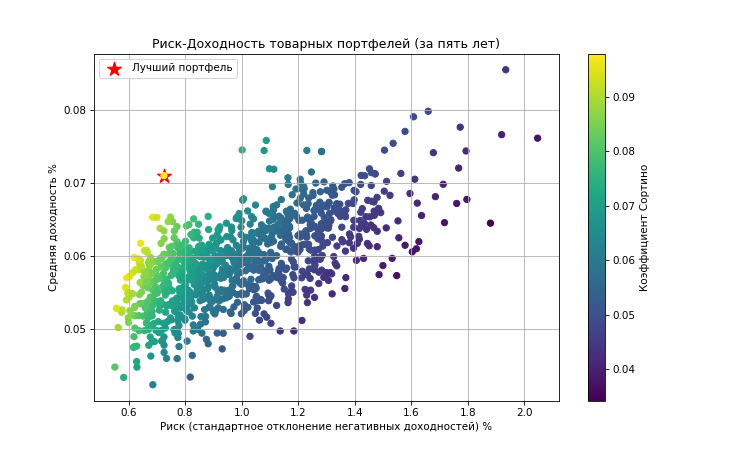 Риск-Доходность товарных портфелей (за пять лет)
Лучший портфель
Средняя доходность %
0.08
0.07
0.06
0.05
0.6 0.8 1.0 1.2 1.4 1.6 1.8 2.0
Риск (стандартное отклонение негативных доходностей) %
0.09
0.08
0.07
0.06
0.05
0.04
Коэффициент Сортино